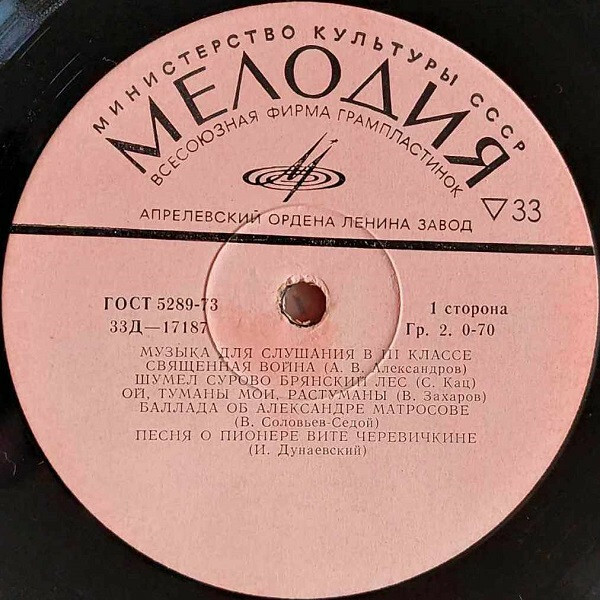 МИНИСТЕРСТВО КУЛЬТУРЫ СССР
МЕЛОДИЯ
ВСЕСОЮЗНАЯ ФИРМА ГРАМПЛАСТИНОК
АПРЕЛЕВСКИЙ ОРДЕНА ЛЕНИНА ЗАВОД
▽33
ГОСТ 5289-73
1 сторона
33Д—17187
Гр. 2. 0-70
МУЗЫКА ДЛЯ СЛУШАНИЯ В III КЛАССЕ
СВЯЩЕННАЯ ВОЙНА (А. В. Александров)
ШУМЕЛ СУРОВО БРЯНСКИЙ ЛЕС (С. Кац)
ОЙ, ТУМАНЫ МОИ, РАСТУМАНЫ (В. Захаров)
БАЛЛАДА ОБ АЛЕКСАНДРЕ МАТРОСОВЕ
(В. Соловьев-Седой)
ПЕСНЯ О ПИОНЕРЕ ВИТЕ ЧЕРЕВИЧКИНЕ
(И. Дунаевский)